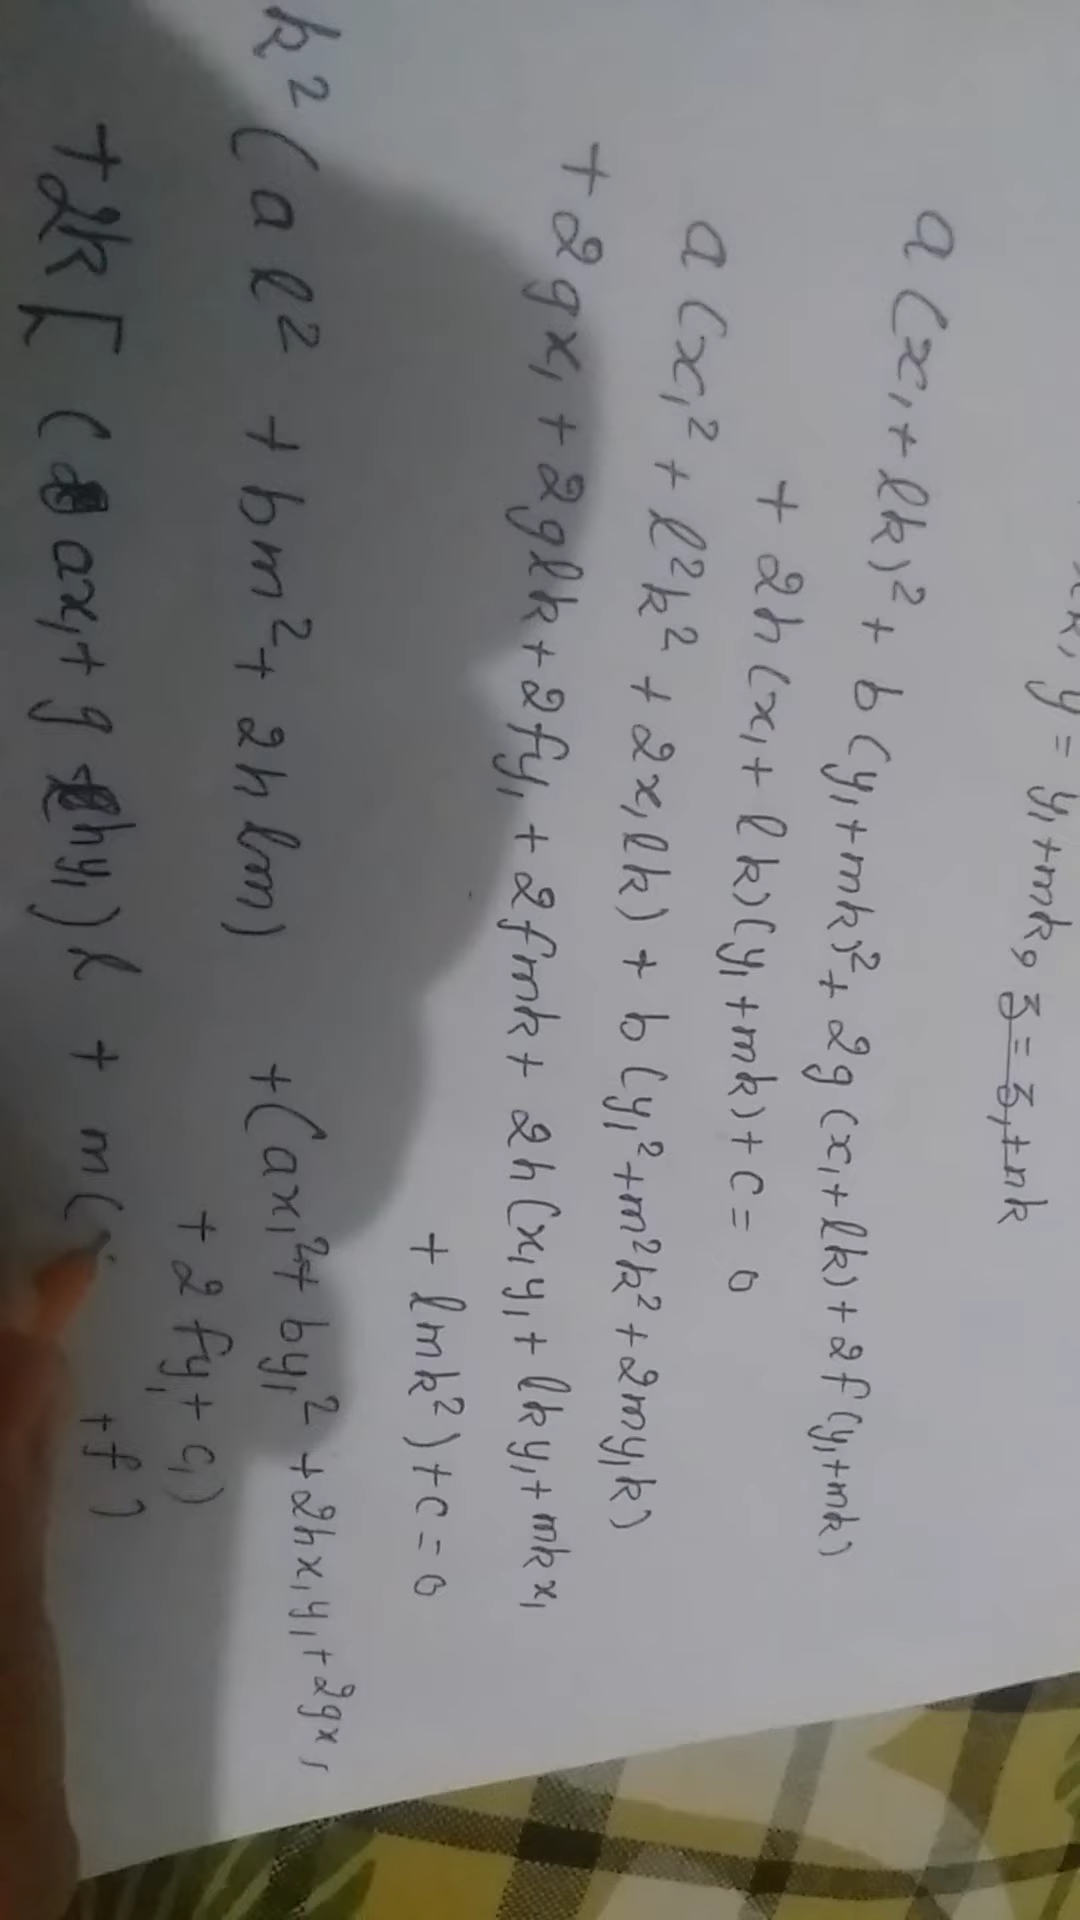 y = y₁+mk, z = z₁+nk
a (x₁+lk)² + b (y₁+mk)² + 2g (x₁+lk) + 2f (y₁+mk)
+ 2h (x₁ + lk) (y₁ + mk) + c = 0
a (x₁² + l²k² + 2x₁lk) + b (y₁² + m²k² + 2my₁k)
+ 2gx₁ + 2glk + 2fy₁ + 2fmk + 2h (x₁y₁ + lky₁ + mkx₁
+ lmk²) + c = 0
k² (al² + bm² + 2hlm) + (ax₁² + by₁² + 2hx₁y₁ + 2gx₁
+ 2fy₁ + c₁)
+2k [ (ax₁ + g hy₁) l + m (
+f)